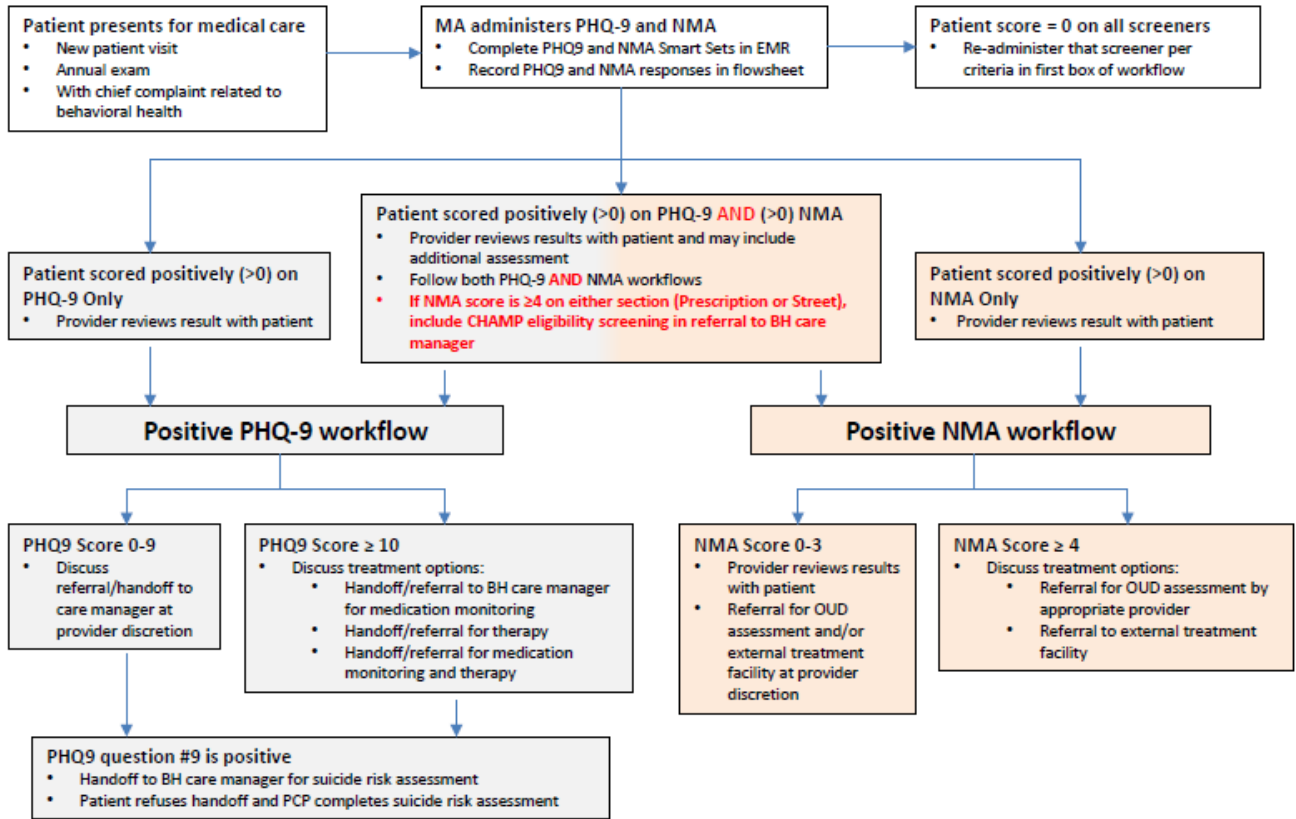 Patient presents for medical care
• New patient visit
• Annual exam
• With chief complaint related to
behavioral health
MA administers PHQ-9 and NMA
• Complete PHQ9 and NMA Smart Sets in EMR
• Record PHQ9 and NMA responses in flowsheet
Patient score = 0 on all screeners
• Re-administer that screener per
criteria in first box of workflow
Patient scored positively (>0) on
PHQ-9 Only
• Provider reviews result with patient
Patient scored positively (>0) on PHQ-9 AND (>0) NMA
• Provider reviews results with patient and may include
additional assessment
• Follow both PHQ-9 AND NMA workflows
• If NMA score is ≥4 on either section (Prescription or Street),
include CHAMP eligibility screening in referral to BH care
manager
Patient scored positively (>0) on
NMA Only
• Provider reviews result with patient
Positive PHQ-9 workflow
Positive NMA workflow
PHQ9 Score 0-9
• Discuss
referral/handoff to
care manager at
provider discretion
PHQ9 Score ≥ 10
• Discuss treatment options:
• Handoff/referral to BH care manager
for medication monitoring
• Handoff/referral for therapy
• Handoff/referral for medication
monitoring and therapy
NMA Score 0-3
• Provider reviews results
with patient
• Referral for OUD
assessment and/or
external treatment
facility at provider
discretion
NMA Score ≥ 4
• Discuss treatment options:
• Referral for OUD assessment by
appropriate provider
• Referral to external treatment
facility
PHQ9 question #9 is positive
• Handoff to BH care manager for suicide risk assessment
• Patient refuses handoff and PCP completes suicide risk assessment